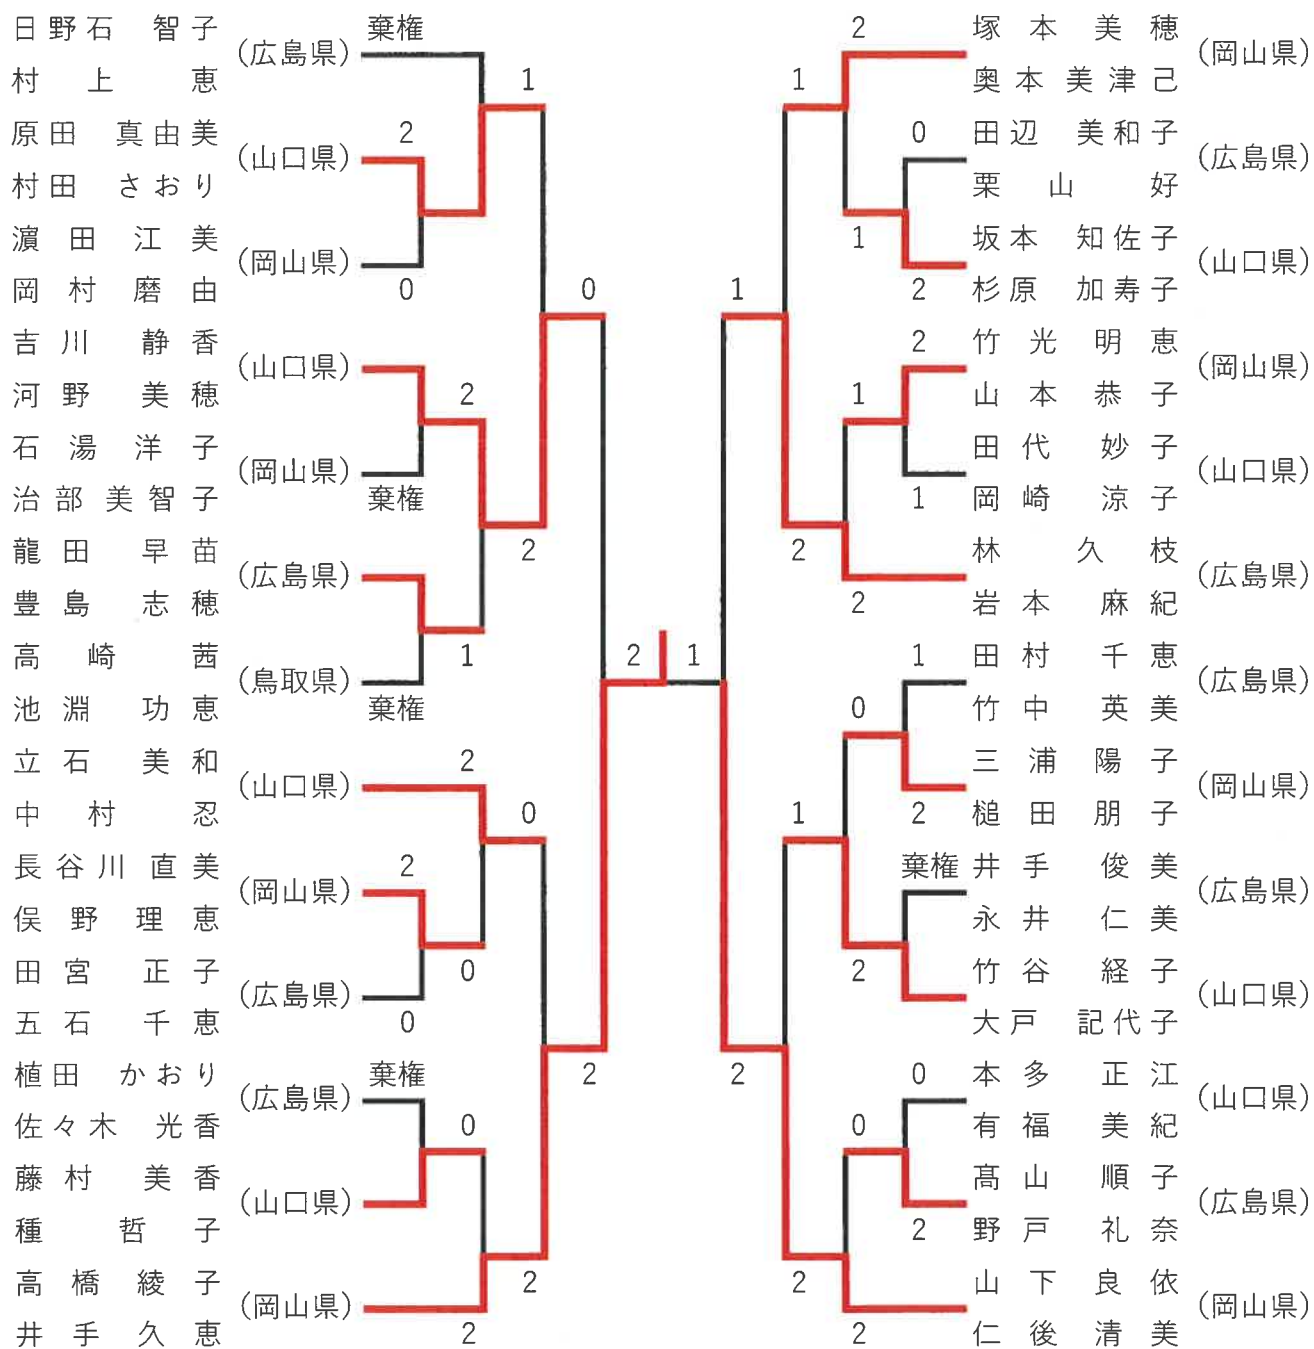 日野石 智子
村上 恵
(広島県)
棄権
原田 真由美
村田 さおり
(山口県)
2
濵田江美
岡村磨由
(岡山県)
0
1
吉川 静香
河野 美穂
(山口県)
石湯洋子
治部美智子
(岡山県)
棄権
2
龍田 早苗
豊島 志穂
(広島県)
高崎 茜
池淵 功恵
(鳥取県)
棄権
1
2
0
立石 美和
中村 忍
(山口県)
2
長谷川直美
俣野理恵
(岡山県)
2
田宮 正子
五石 千恵
(広島県)
0
0
0
植田 かおり
佐々木 光香
(広島県)
棄権
藤村 美香
種 哲子
(山口県)
0
高橋綾子
井手久恵
(岡山県)
2
2
2
2
1
塚本美穂
奥本美津己
(岡山県)
2
田辺 美和子
栗山 好
(広島県)
0
坂本 知佐子
杉原 加寿子
(山口県)
2
1
1
竹光明恵
山本恭子
(岡山県)
2
田代 妙子
岡崎 涼子
(山口県)
1
1
林 久枝
岩本 麻紀
(広島県)
2
2
1
田村 千恵
竹中 英美
(広島県)
1
三浦陽子
槌田朋子
(岡山県)
2
0
井手 俊美
永井 仁美
(広島県)
棄権
竹谷 経子
大戸 記代子
(山口県)
2
1
本多 正江
有福 美紀
(山口県)
0
髙山 順子
野戸 礼奈
(広島県)
2
0
山下良依
仁後清美
(岡山県)
2
2
2